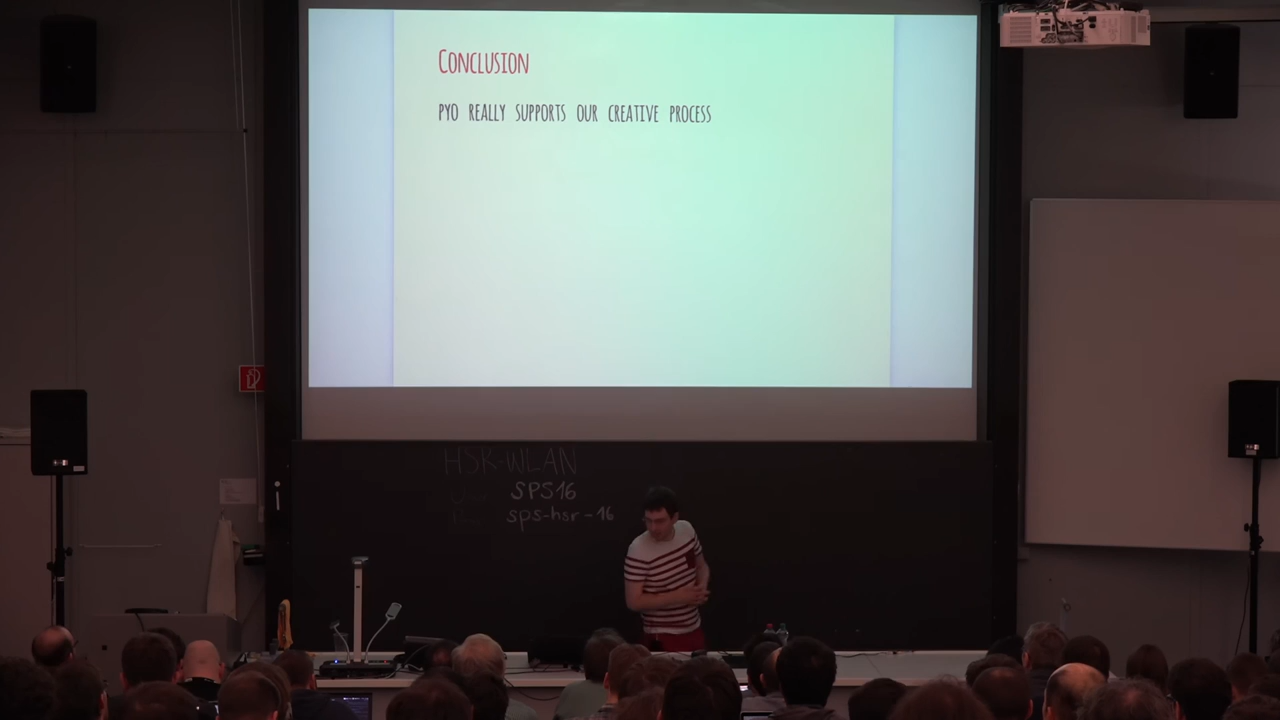 Conclusion
pyo really supports our creative process
HSR-WLAN
SPS16
sps-hsr-16